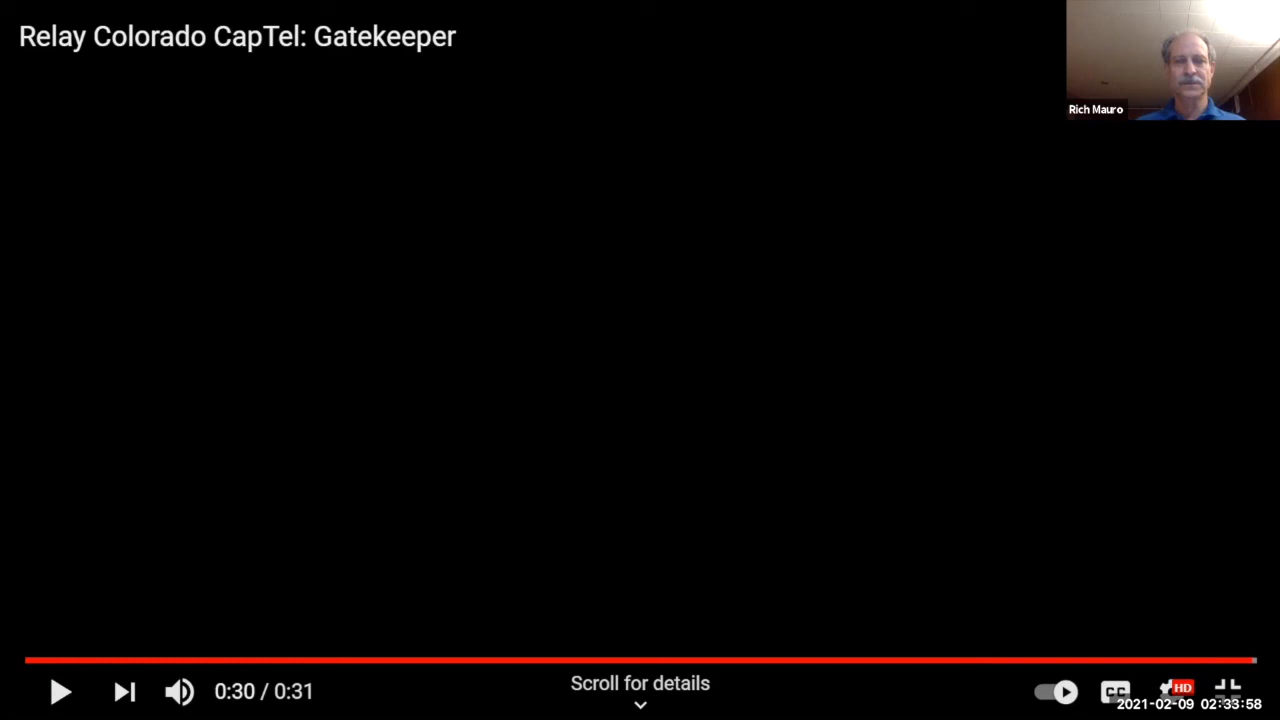 Relay Colorado CapTel: Gatekeeper
Rich Mauro
0:30 / 0:31
Scroll for details
CC
HD
2021-02-09 02:33:58